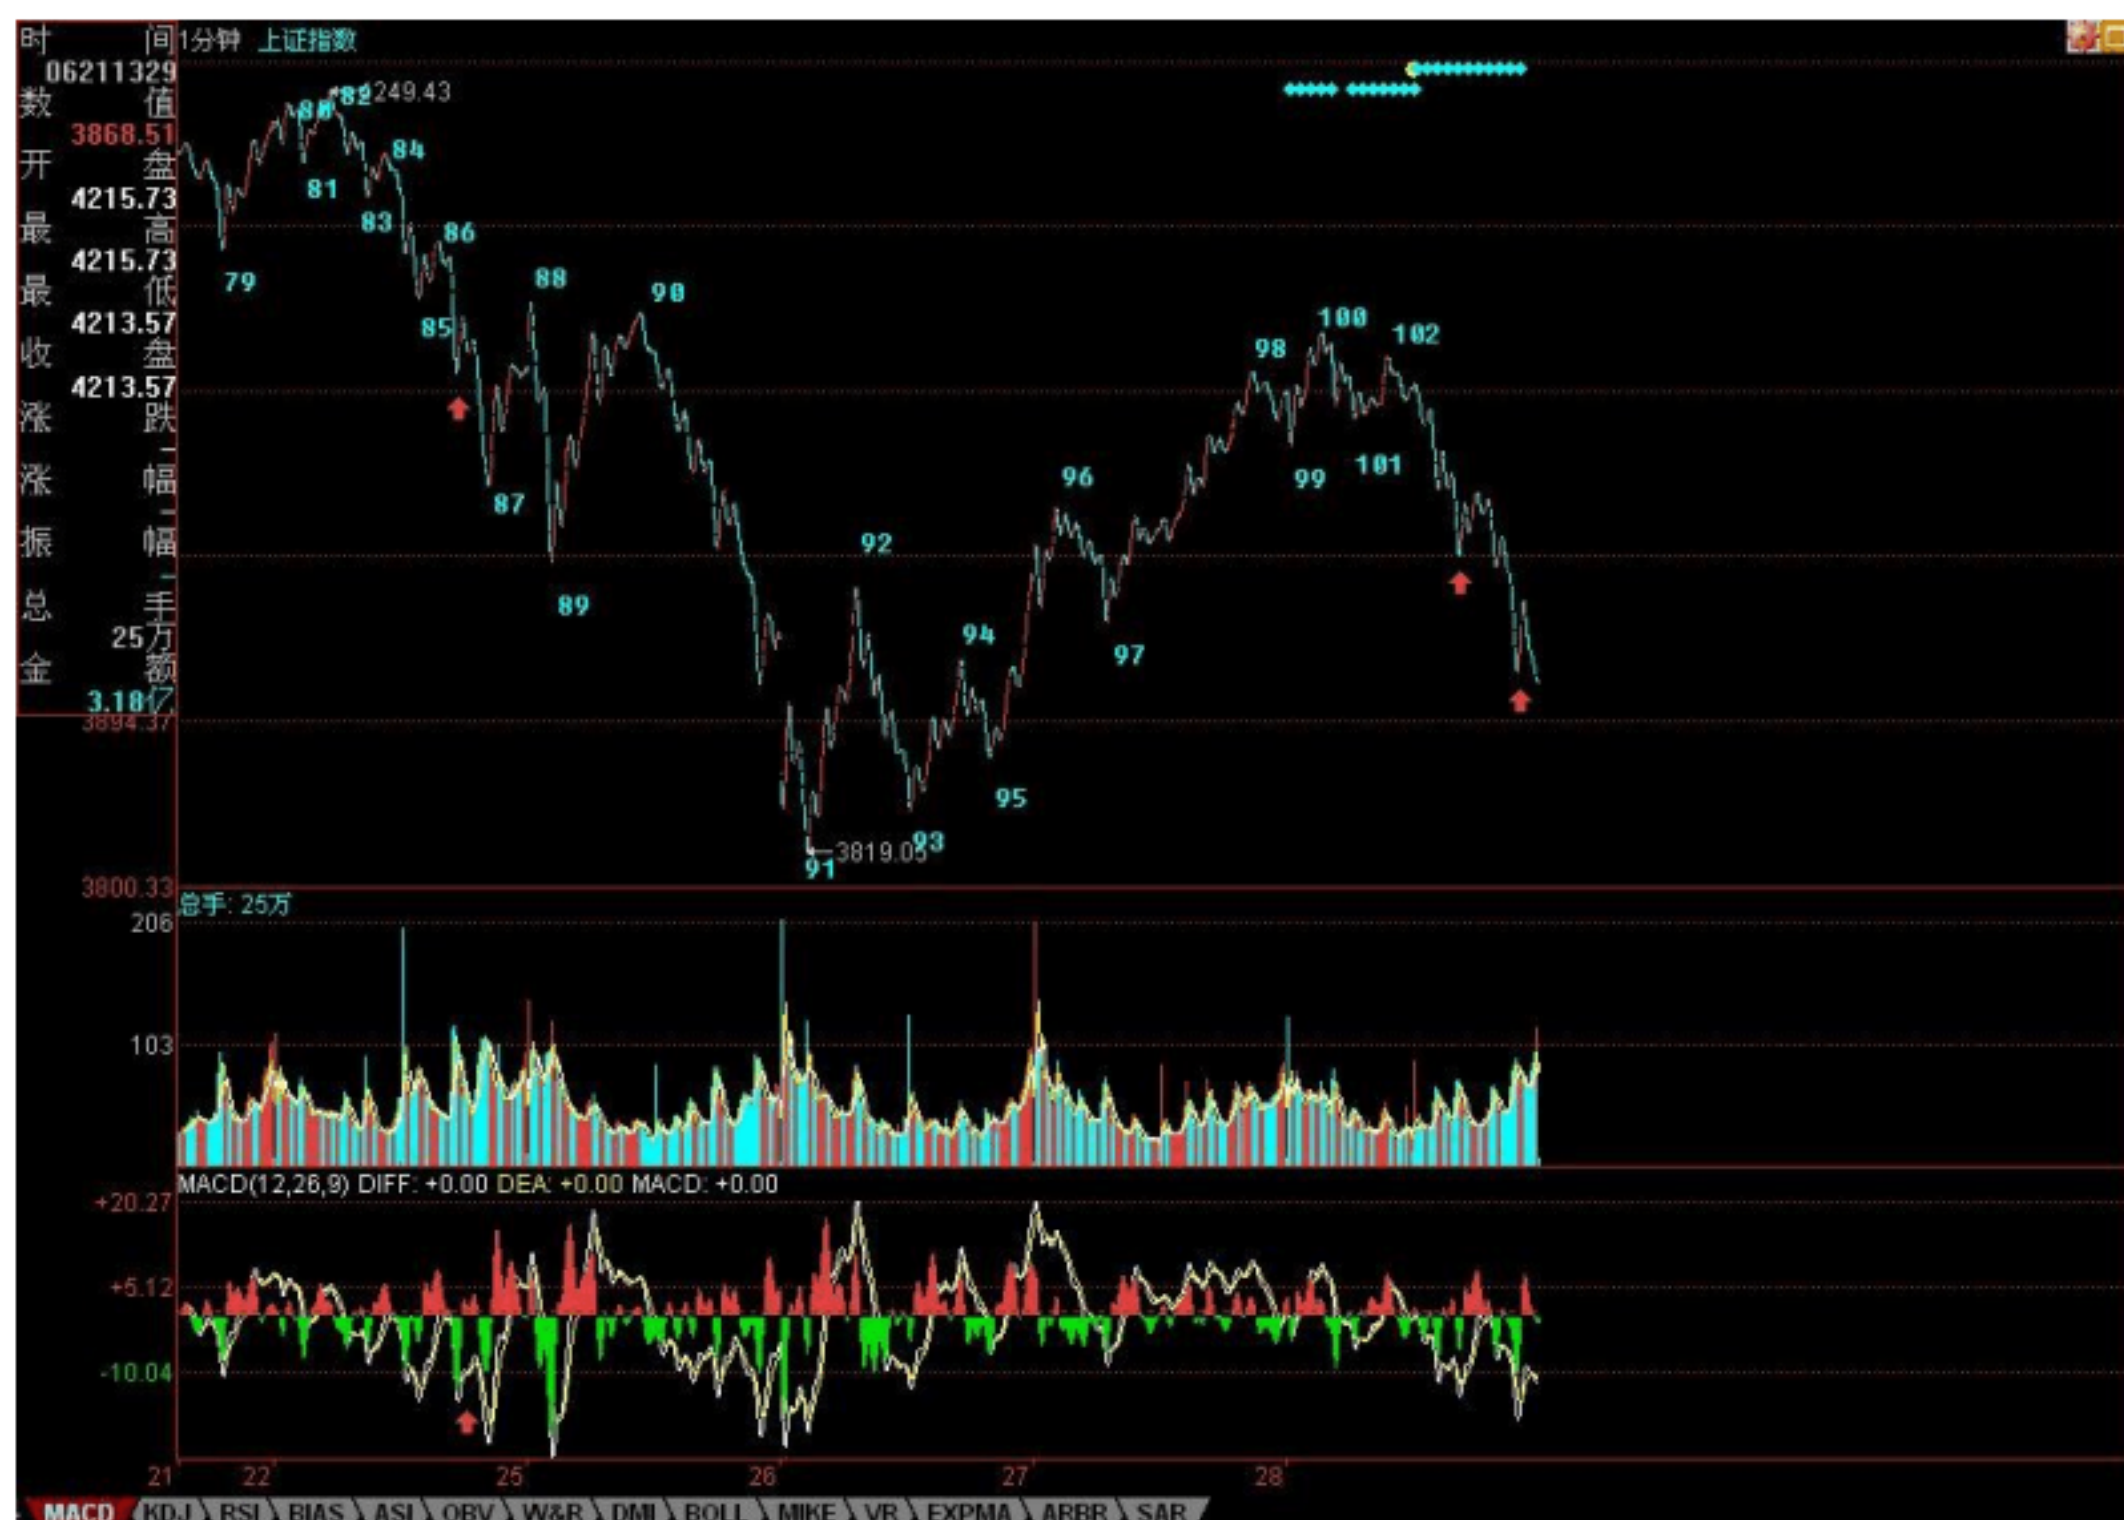 时 间 1分钟 上证指数
06211329
数 值
3868.51
开 盘
4215.73
最 高
4215.73
最 低
4213.57
收 盘
4213.57
涨 跌
涨 幅
振 幅
总 手
25万
金 额
3.18亿
3894.37
3800.33
80 82 4249.43
84
81
83
86
79
88
90
85
100
102
98
87
101
96
99
92
89
94
97
95
93
3819.05
91
总手: 25万
206
103
MACD(12,26,9) DIFF: +0.00 DEA: +0.00 MACD: +0.00
+20.27
+5.12
-10.04
21 22 25 26 27 28
MACD KDJ RSI BIAS ASI OBV W&R DMI BOLL MIKE VR EXPMA ARBR SAR